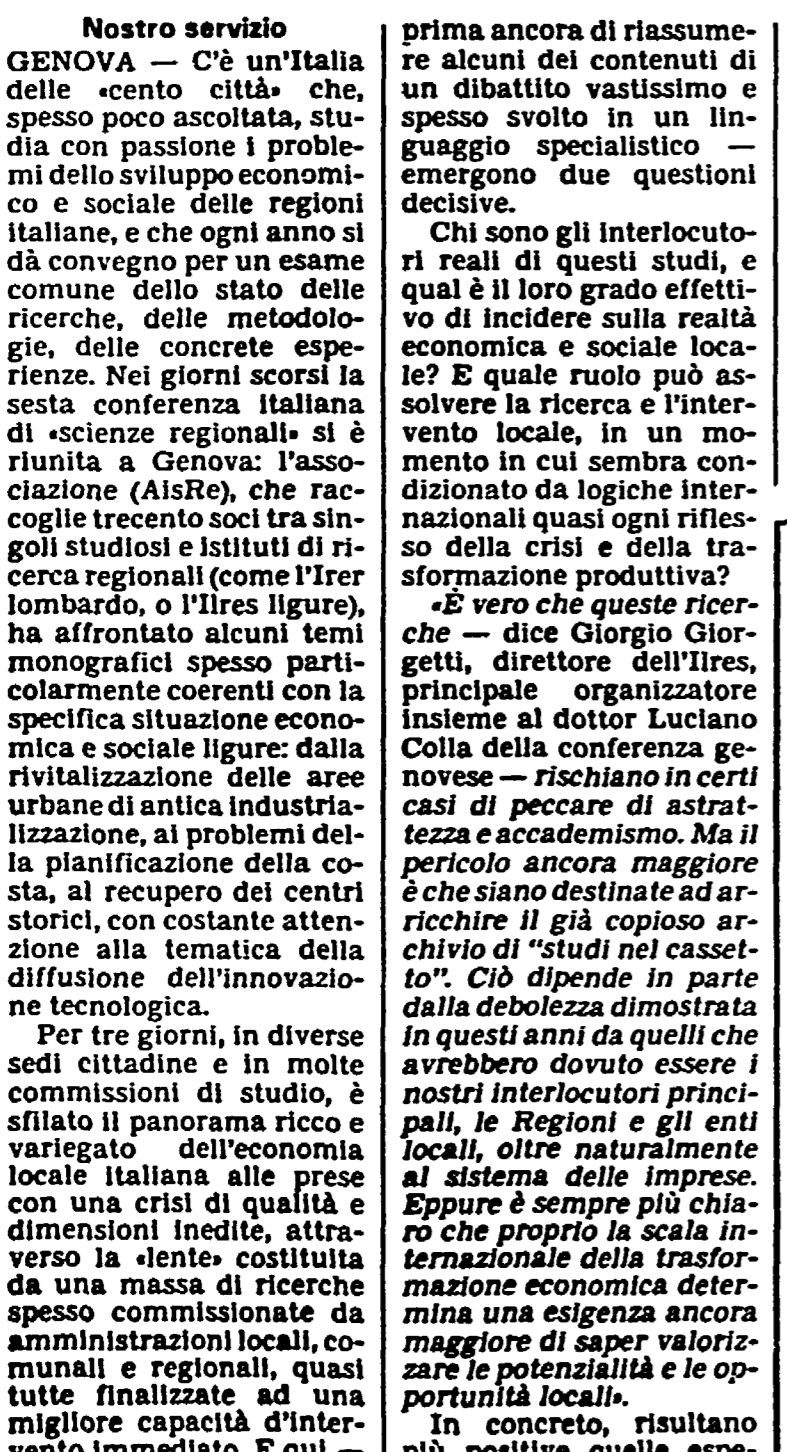 Nostro servizio
GENOVA — C'è un'Italia
delle «cento città» che,
spesso poco ascoltata, stu-
dia con passione i proble-
mi dello sviluppo economi-
co e sociale delle regioni
italiane, e che ogni anno si
dà convegno per un esame
comune dello stato delle
ricerche, delle metodolo-
gie, delle concrete espe-
rienze. Nei giorni scorsi la
sesta conferenza italiana
di «scienze regionali» si è
riunita a Genova: l'asso-
ciazione (AisRe), che rac-
coglie trecento soci tra sin-
goli studiosi e istituti di ri-
cerca regionali (come l'Irer
lombardo, o l'Ilres ligure),
ha affrontato alcuni temi
monografici spesso parti-
colarmente coerenti con la
specifica situazione econo-
mica e sociale ligure: dalla
rivitalizzazione delle aree
urbane di antica industria-
lizzazione, ai problemi del-
la pianificazione della co-
sta, al recupero dei centri
storici, con costante atten-
zione alla tematica della
diffusione dell'innovazio-
ne tecnologica.
Per tre giorni, in diverse
sedi cittadine e in molte
commissioni di studio, è
sfilato il panorama ricco e
variegato dell'economia
locale italiana alle prese
con una crisi di qualità e
dimensioni inedite, attra-
verso la «lente» costituita
da una massa di ricerche
spesso commissionate da
amministrazioni locali, co-
munali e regionali, quasi
tutte finalizzate ad una
migliore capacità d'inter-
vento immediato. E qui —
prima ancora di riassume-
re alcuni dei contenuti di
un dibattito vastissimo e
spesso svolto in un lin-
guaggio specialistico —
emergono due questioni
decisive.
Chi sono gli interlocuto-
ri reali di questi studi, e
qual è il loro grado effetti-
vo di incidere sulla realtà
economica e sociale loca-
le? E quale ruolo può as-
solvere la ricerca e l'inter-
vento locale, in un mo-
mento in cui sembra con-
dizionato da logiche inter-
nazionali quasi ogni rifles-
so della crisi e della tra-
sformazione produttiva?
«È vero che queste ricer-
che — dice Giorgio Gior-
getti, direttore dell'Ilres,
principale organizzatore
insieme al dottor Luciano
Colla della conferenza ge-
novese — rischiano in certi
casi di peccare di astrat-
tezza e accademismo. Ma il
pericolo ancora maggiore
è che siano destinate ad ar-
ricchire il già copioso ar-
chivio di "studi nel casset-
to". Ciò dipende in parte
dalla debolezza dimostrata
in questi anni da quelli che
avrebbero dovuto essere i
nostri interlocutori princi-
pali, le Regioni e gli enti
locali, oltre naturalmente
al sistema delle imprese.
Eppure è sempre più chia-
ro che proprio la scala in-
ternazionale della trasfor-
mazione economica deter-
mina una esigenza ancora
maggiore di saper valoriz-
zare le potenzialità e le op-
portunità locali».
In concreto, risultano
più positive quelle espe-